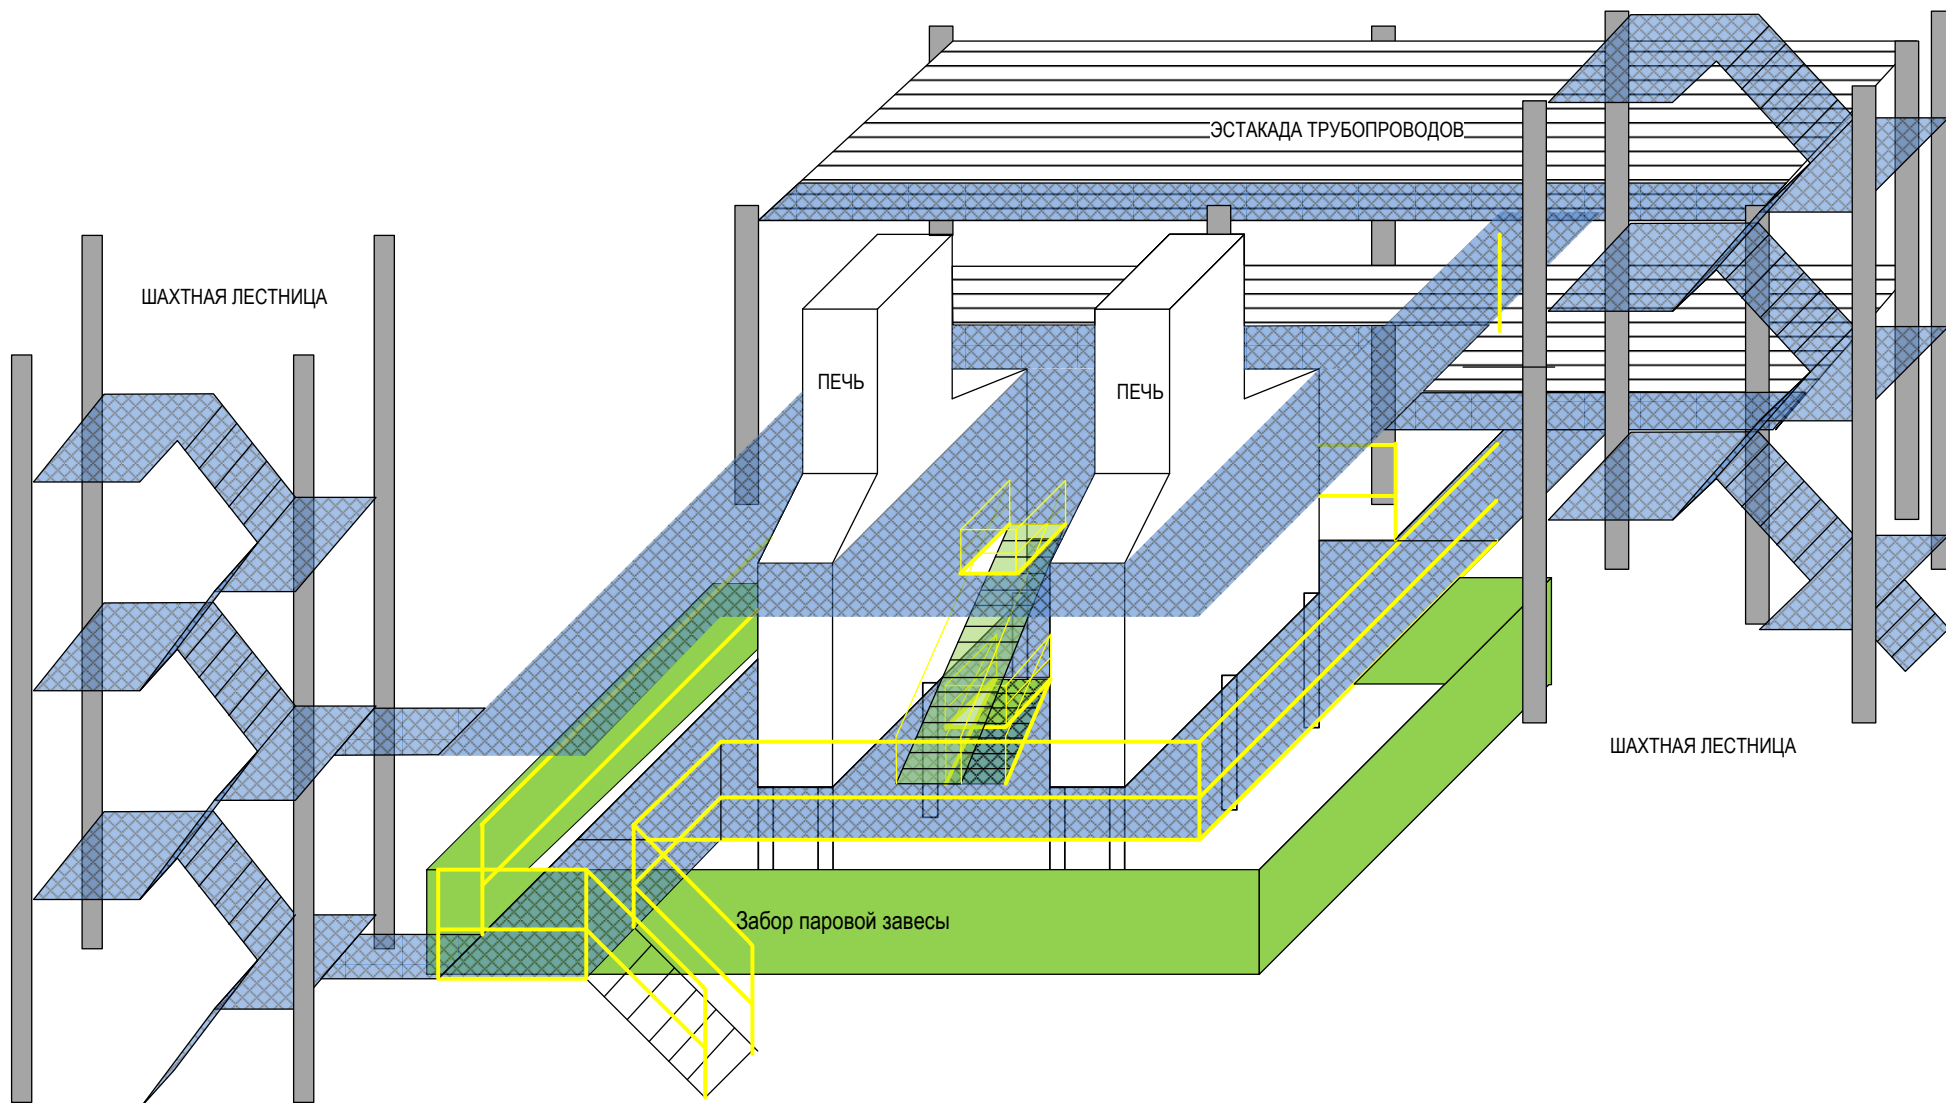 ЭСТАКАДА ТРУБОПРОВОДОВ
ШАХТНАЯ ЛЕСТНИЦА
ПЕЧЬ
ПЕЧЬ
ШАХТНАЯ ЛЕСТНИЦА
Забор паровой завесы